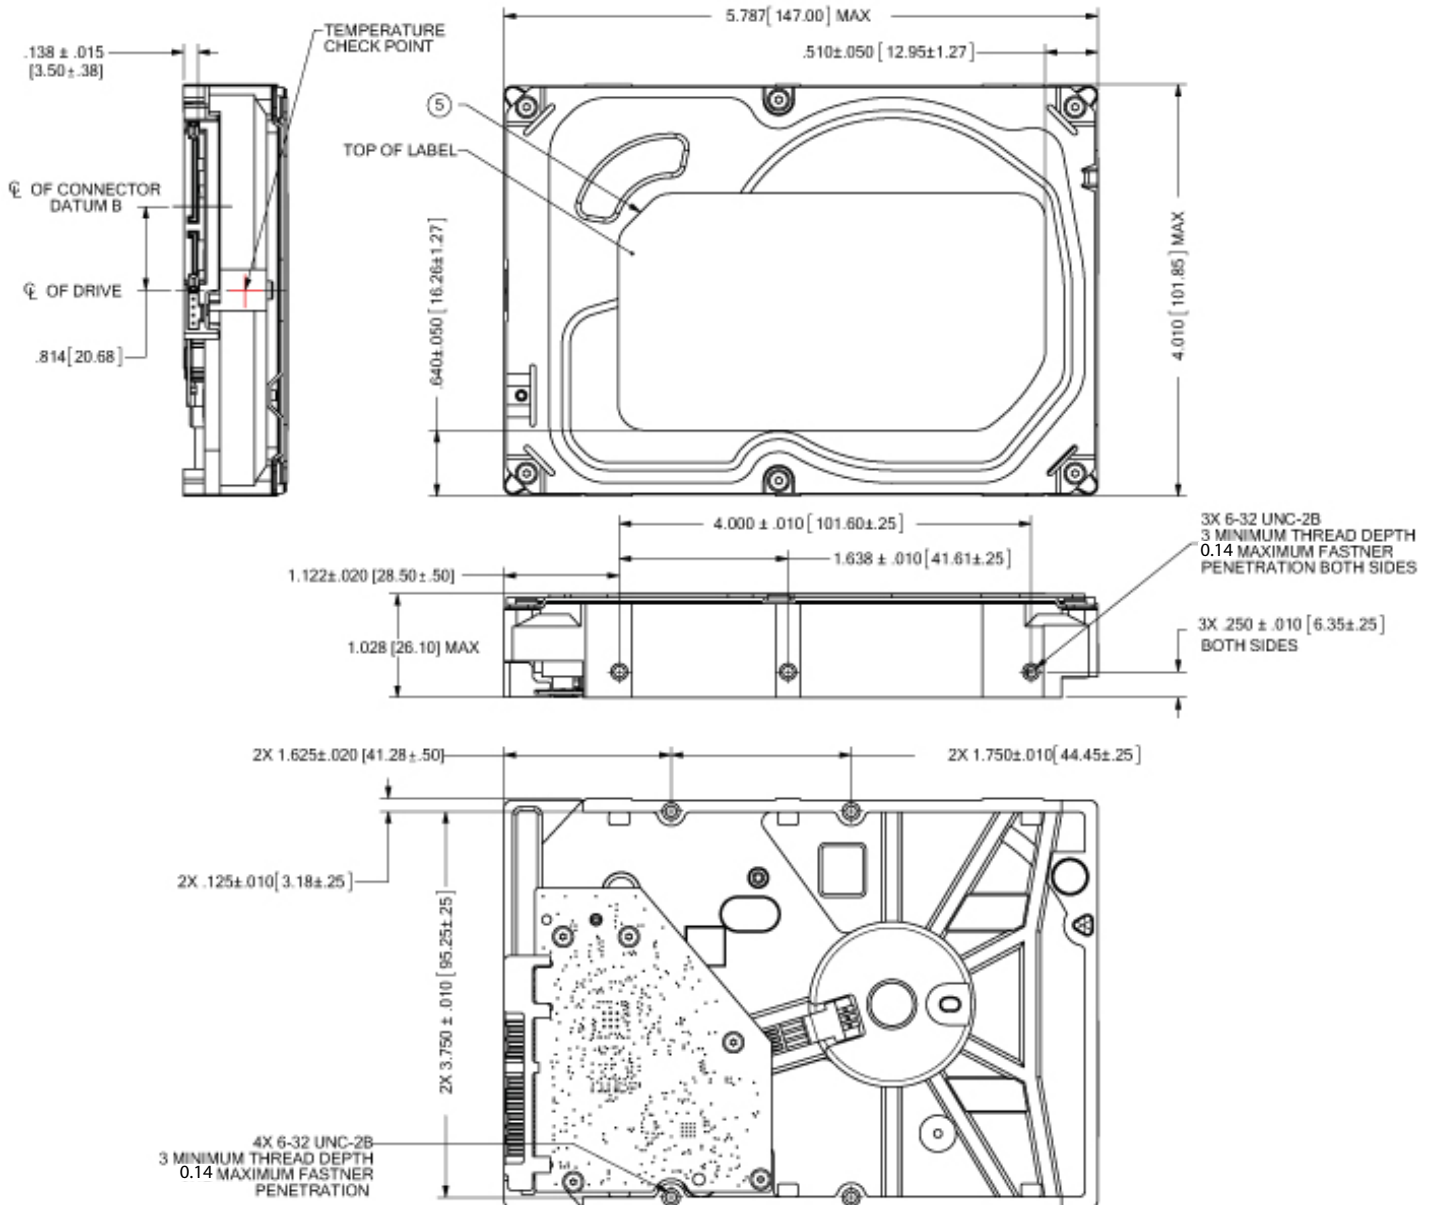 5.787[147.00] MAX
TEMPERATURE
CHECK POINT
.138 ± .015
[3.50±.38]
.510±.050 [12.95±1.27]
5
TOP OF LABEL
℄ OF CONNECTOR
DATUM B
.640±.050 [16.26±1.27]
4.010 [101.85] MAX
℄ OF DRIVE
.814[20.68]
4.000 ± .010 [101.60±.25]
3X 6-32 UNC-2B
3 MINIMUM THREAD DEPTH
0.14 MAXIMUM FASTNER
PENETRATION BOTH SIDES
1.638 ± .010 [41.61±.25]
1.122±.020 [28.50±.50]
3X .250 ± .010 [6.35±.25]
BOTH SIDES
1.028 [26.10] MAX
2X 1.625±.020 [41.28±.50]
2X 1.750±.010[44.45±.25]
2X .125±.010[3.18±.25]
2X 3.750 ± .010 [95.25±.25]
4X 6-32 UNC-2B
3 MINIMUM THREAD DEPTH
0.14 MAXIMUM FASTNER
PENETRATION